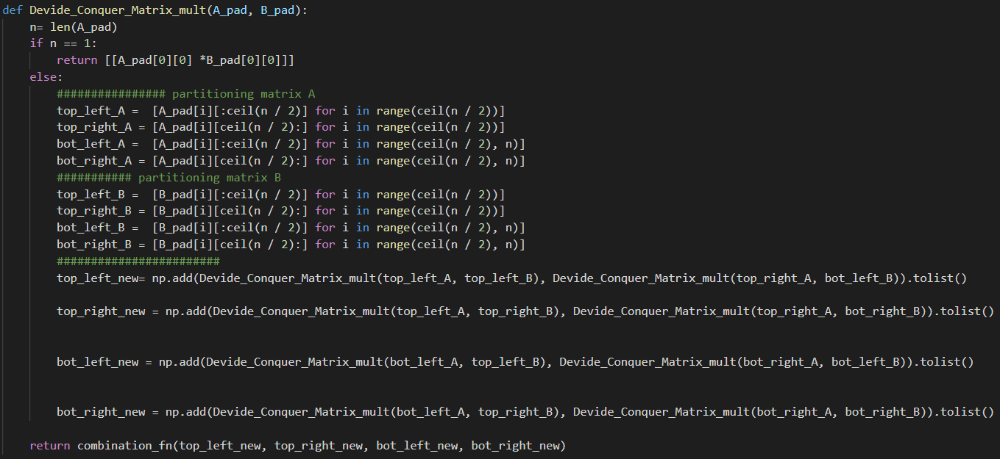 def Devide_Conquer_Matrix_mult(A_pad, B_pad):
    n= len(A_pad)
    if n == 1:
        return [[A_pad[0][0] *B_pad[0][0]]]
    else:
        ################ partitioning matrix A
        top_left_A =  [A_pad[i][:ceil(n / 2)] for i in range(ceil(n / 2))]
        top_right_A = [A_pad[i][ceil(n / 2):] for i in range(ceil(n / 2))]
        bot_left_A =  [A_pad[i][:ceil(n / 2)] for i in range(ceil(n / 2), n)]
        bot_right_A = [A_pad[i][ceil(n / 2):] for i in range(ceil(n / 2), n)]
        ########### partitioning matrix B
        top_left_B =  [B_pad[i][:ceil(n / 2)] for i in range(ceil(n / 2))]
        top_right_B = [B_pad[i][ceil(n / 2):] for i in range(ceil(n / 2))]
        bot_left_B =  [B_pad[i][:ceil(n / 2)] for i in range(ceil(n / 2), n)]
        bot_right_B = [B_pad[i][ceil(n / 2):] for i in range(ceil(n / 2), n)]
        ########################
        top_left_new= np.add(Devide_Conquer_Matrix_mult(top_left_A, top_left_B), Devide_Conquer_Matrix_mult(top_right_A, bot_left_B)).tolist()
        top_right_new = np.add(Devide_Conquer_Matrix_mult(top_left_A, top_right_B), Devide_Conquer_Matrix_mult(top_right_A, bot_right_B)).tolist()
        bot_left_new = np.add(Devide_Conquer_Matrix_mult(bot_left_A, top_left_B), Devide_Conquer_Matrix_mult(bot_right_A, bot_left_B)).tolist()
        bot_right_new = np.add(Devide_Conquer_Matrix_mult(bot_left_A, top_right_B), Devide_Conquer_Matrix_mult(bot_right_A, bot_right_B)).tolist()
    return combination_fn(top_left_new, top_right_new, bot_left_new, bot_right_new)